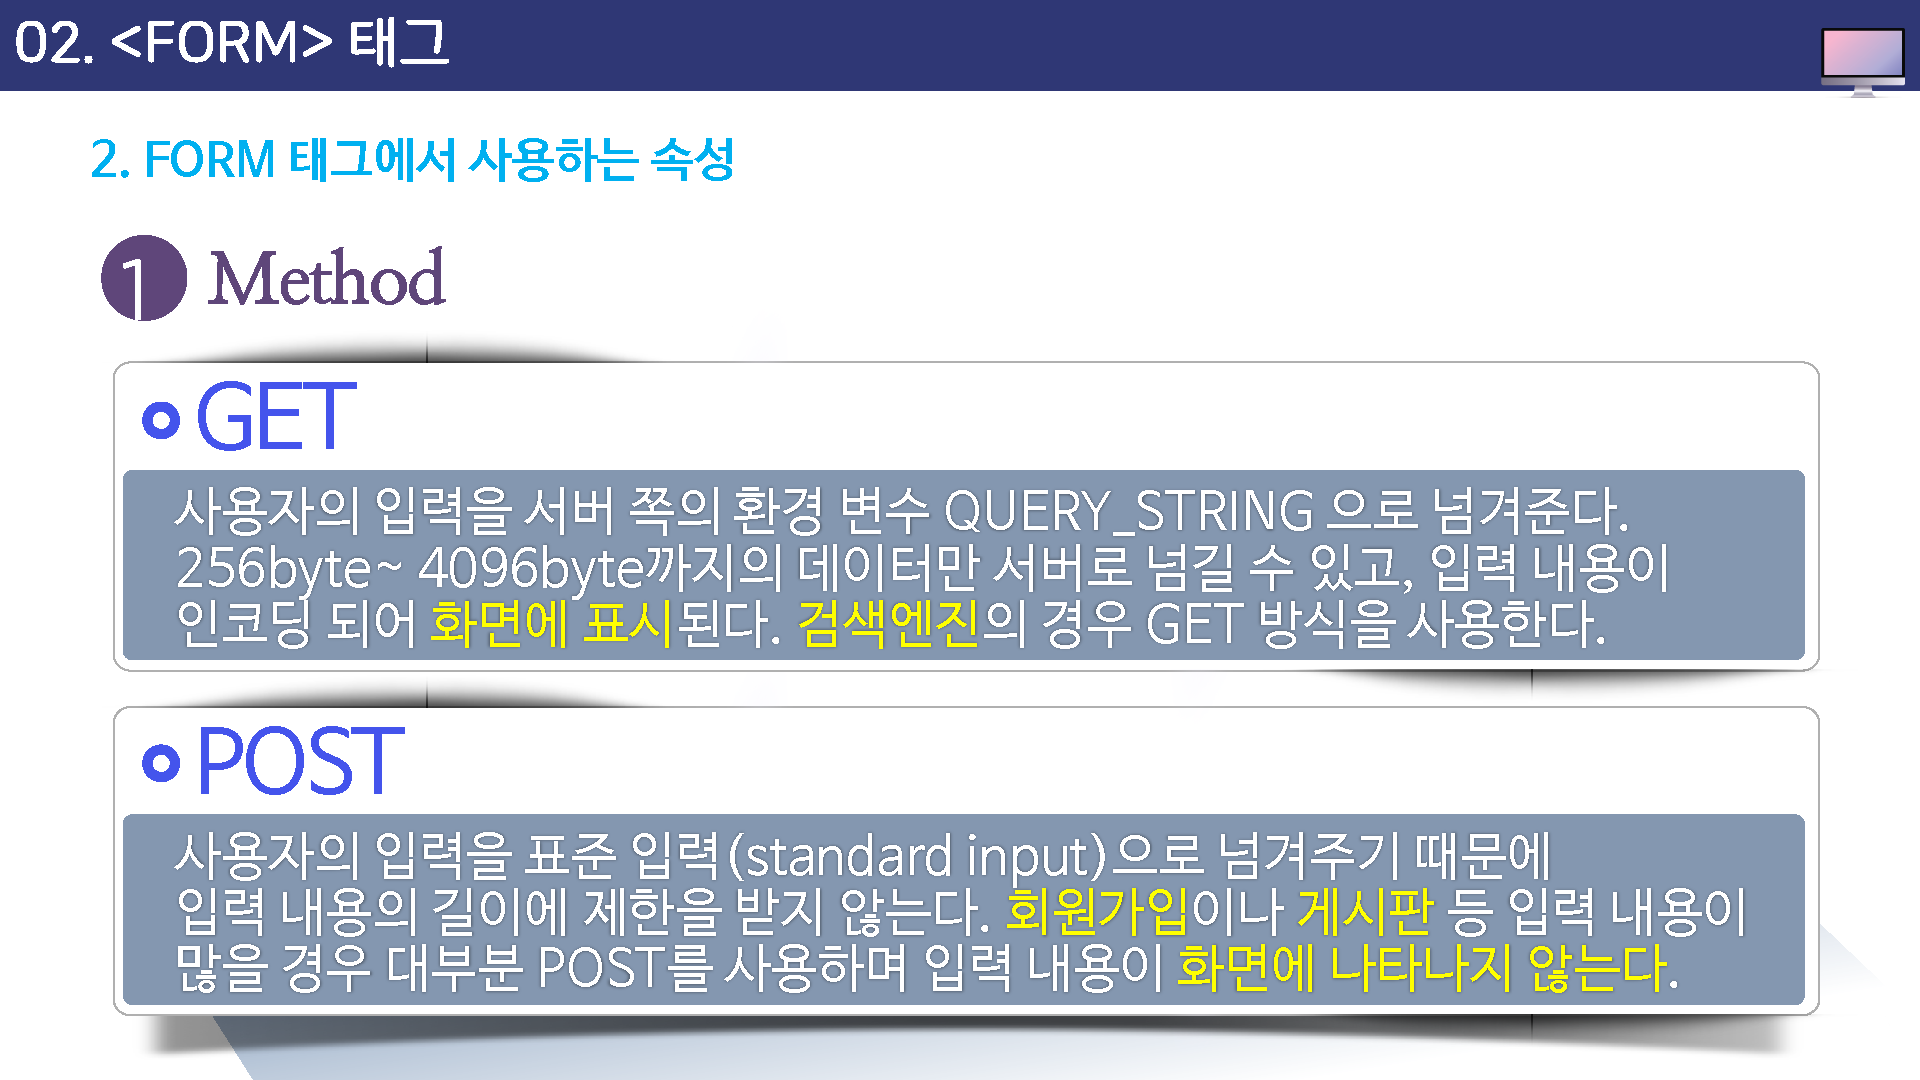 02. <FORM> 태그
2. FORM 태그에서 사용하는 속성
1 Method
GET
사용자의 입력을 서버 쪽의 환경 변수 QUERY_STRING 으로 넘겨준다.
256byte~ 4096byte까지의 데이터만 서버로 넘길 수 있고, 입력 내용이
인코딩 되어 화면에 표시된다. 검색엔진의 경우 GET 방식을 사용한다.
POST
사용자의 입력을 표준 입력(standard input)으로 넘겨주기 때문에
입력 내용의 길이에 제한을 받지 않는다. 회원가입이나 게시판 등 입력 내용이
많을 경우 대부분 POST를 사용하며 입력 내용이 화면에 나타나지 않는다.